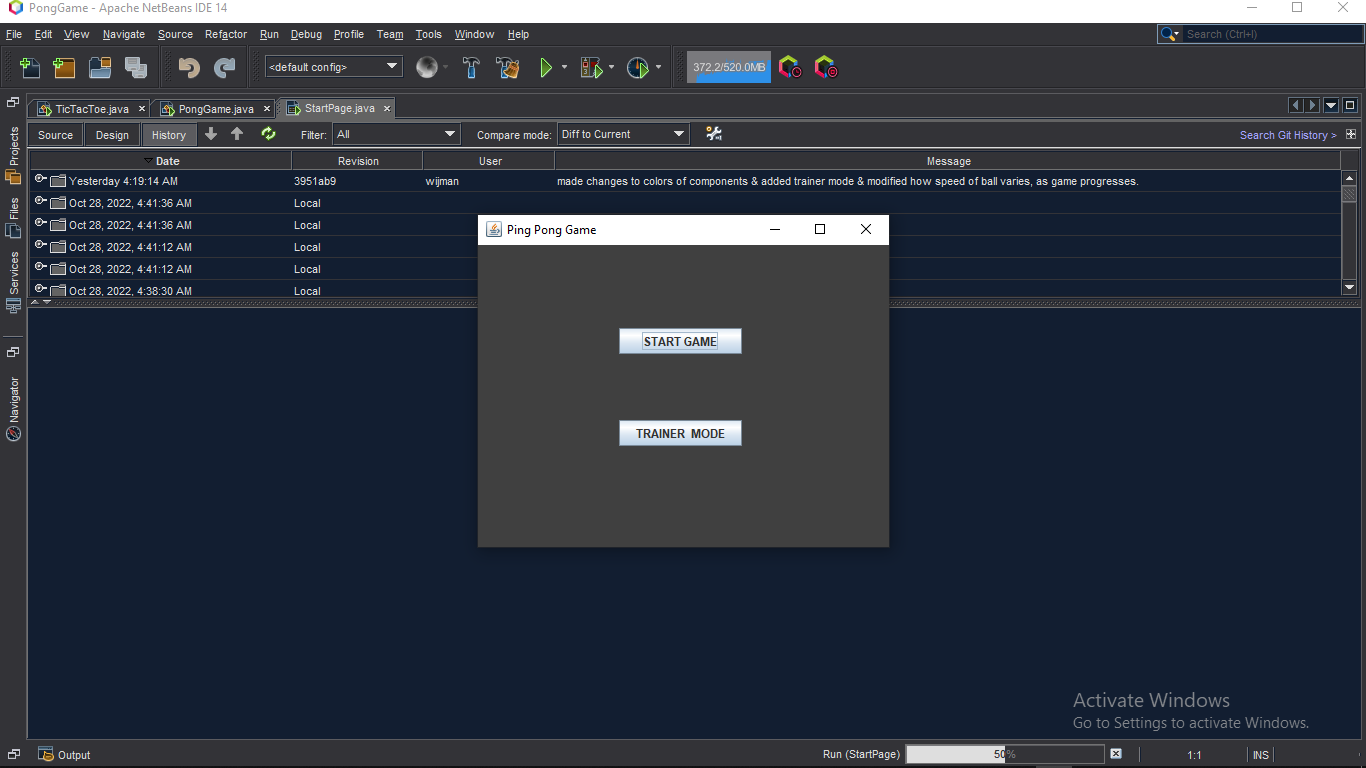 PongGame - Apache NetBeans IDE 14
File Edit View Navigate Source Refactor Run Debug Profile Team Tools Window Help
Search (Ctrl+I)
<default config>
372.2/520.0MB
TicTacToe.java
PongGame.java
StartPage.java
Source Design History
Filter: All
Compare mode: Diff to Current
Search Git History >
Projects
Files
Services
Navigator
Date Revision User Message
Yesterday 4:19:14 AM 3951ab9 wijman made changes to colors of components & added trainer mode & modified how speed of ball varies, as game progresses.
Oct 28, 2022, 4:41:36 AM Local
Oct 28, 2022, 4:41:36 AM Local
Oct 28, 2022, 4:41:12 AM Local
Oct 28, 2022, 4:41:12 AM Local
Oct 28, 2022, 4:38:30 AM Local
Ping Pong Game
START GAME
TRAINER MODE
Activate Windows
Go to Settings to activate Windows.
Output
Run (StartPage) 50% 1:1 INS